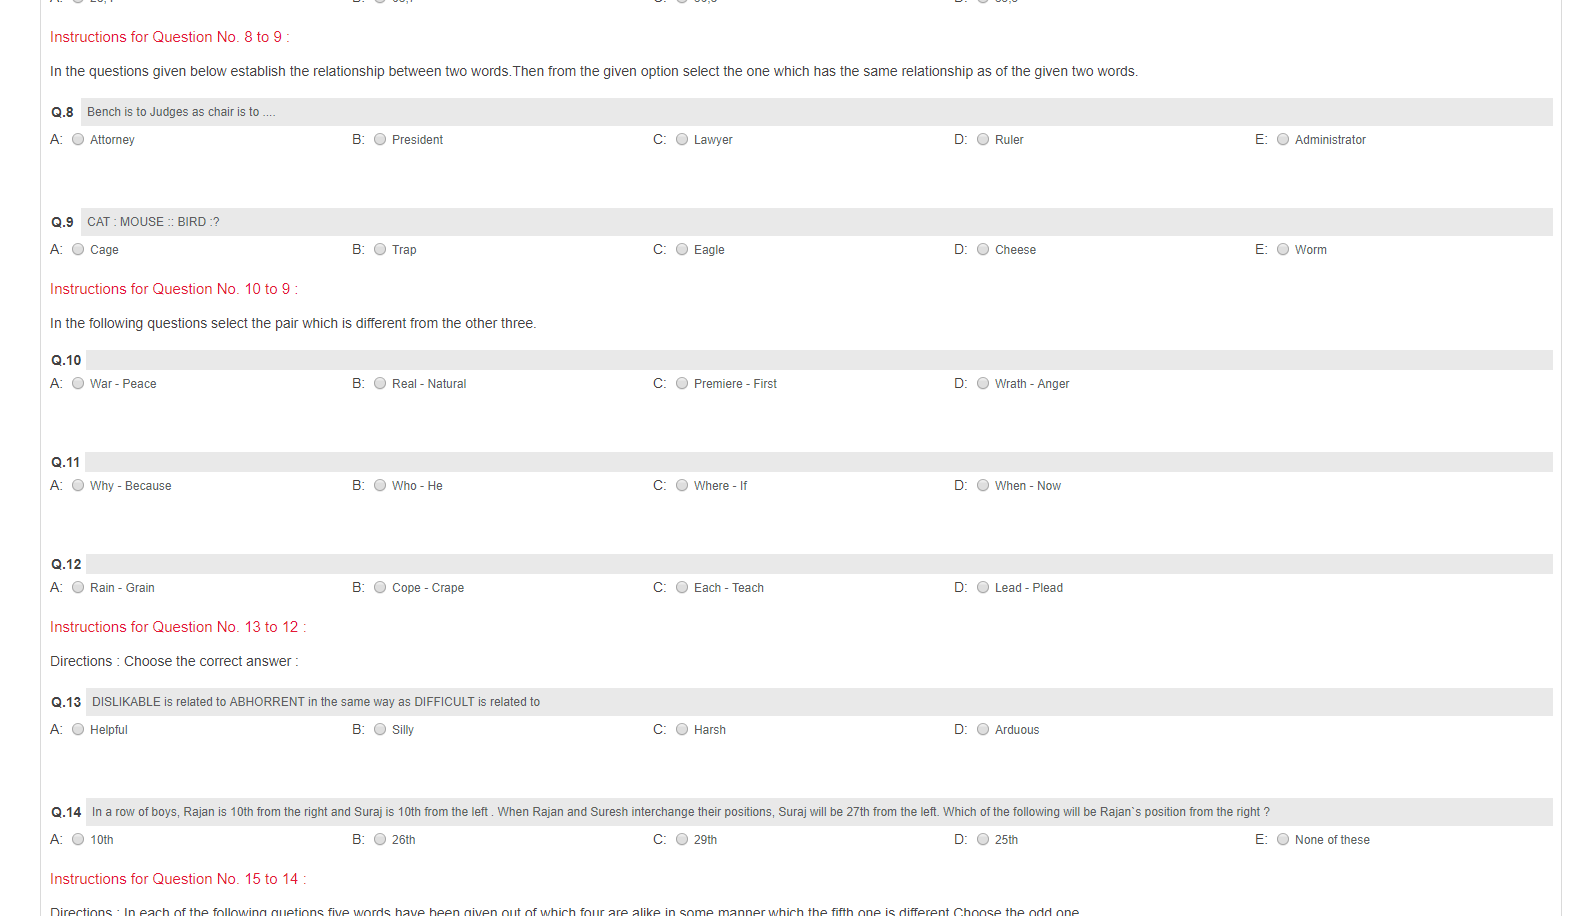 Instructions for Question No. 8 to 9 :
In the questions given below establish the relationship between two words.Then from the given option select the one which has the same relationship as of the given two words.
Q.8 Bench is to Judges as chair is to ....
A: Attorney B: President C: Lawyer D: Ruler E: Administrator
Q.9 CAT : MOUSE :: BIRD :?
A: Cage B: Trap C: Eagle D: Cheese E: Worm
Instructions for Question No. 10 to 9 :
In the following questions select the pair which is different from the other three.
Q.10
A: War - Peace B: Real - Natural C: Premiere - First D: Wrath - Anger
Q.11
A: Why - Because B: Who - He C: Where - If D: When - Now
Q.12
A: Rain - Grain B: Cope - Crape C: Each - Teach D: Lead - Plead
Instructions for Question No. 13 to 12 :
Directions : Choose the correct answer :
Q.13 DISLIKABLE is related to ABHORRENT in the same way as DIFFICULT is related to
A: Helpful B: Silly C: Harsh D: Arduous
Q.14 In a row of boys, Rajan is 10th from the right and Suraj is 10th from the left . When Rajan and Suresh interchange their positions, Suraj will be 27th from the left. Which of the following will be Rajan`s position from the right ?
A: 10th B: 26th C: 29th D: 25th E: None of these
Instructions for Question No. 15 to 14 :
Directions : In each of the following quetions five words have been given out of which four are alike in some manner,which the fifth one is different.Choose the odd one